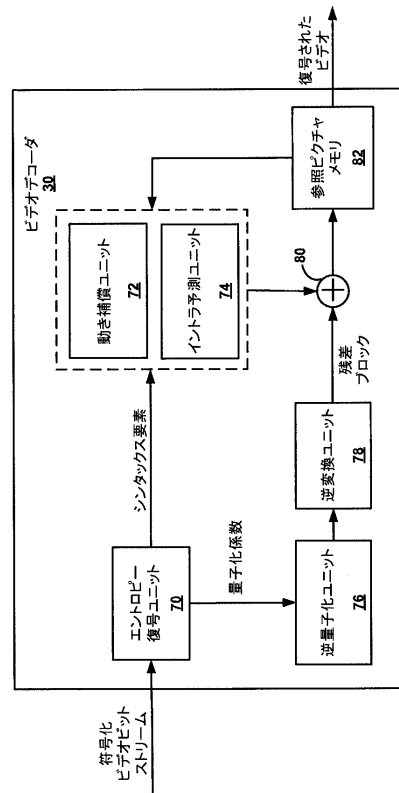 ビデオデコーダ
30
符号化
ビデオビット
ストリーム
エントロピー
復号ユニット
70
シンタックス要素
量子化係数
動き補償ユニット
72
イントラ予測ユニット
74
逆量子化ユニット
76
逆変換ユニット
78
残差
ブロック
80
参照ピクチャ
メモリ
82
復号された
ビデオ